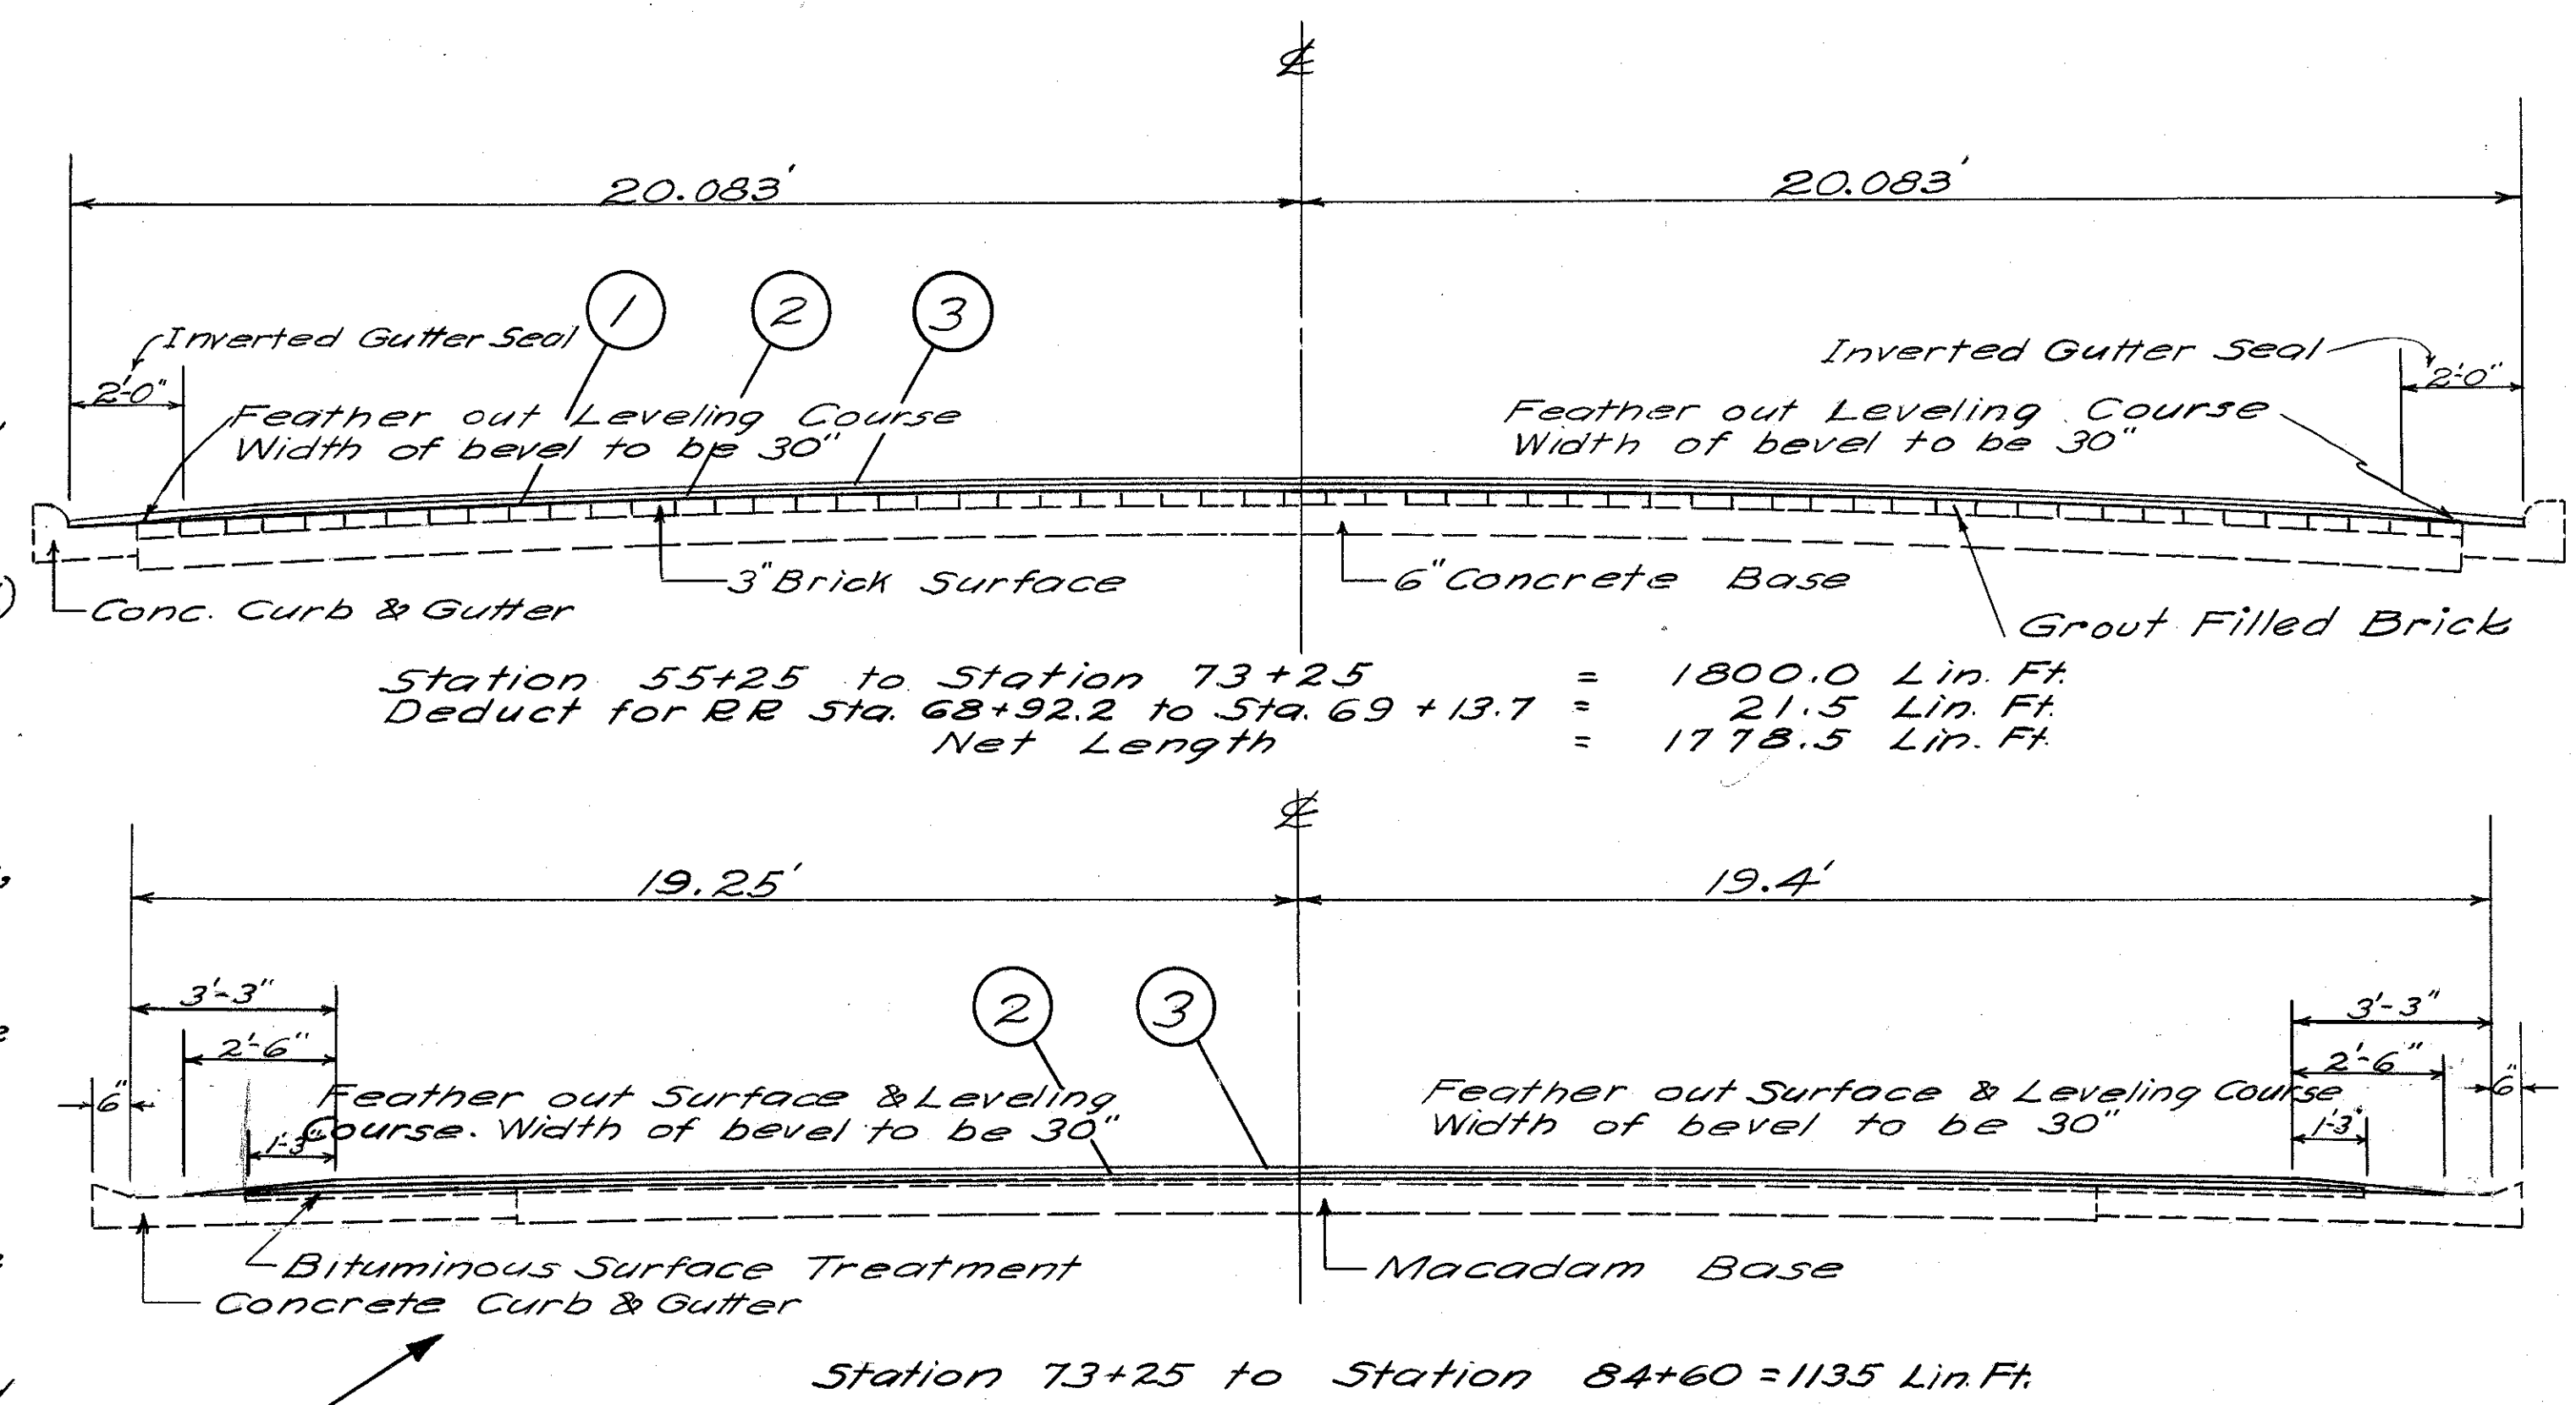 ℄
20.083'
20.083'
1
2
3
Inverted Gutter Seal
Inverted Gutter Seal
2'-0"
2'-0"
Feather out Leveling Course
Width of bevel to be 30"
Feather out Leveling Course
Width of bevel to be 30"
3" Brick Surface
6" Concrete Base
Conc. Curb & Gutter
Grout Filled Brick
Station 55+25 to Station 73+25 = 1800.0 Lin. Ft.
Deduct for RR Sta. 68+92.2 to Sta. 69+13.7 = 21.5 Lin. Ft.
Net Length = 1778.5 Lin. Ft.
℄
19.25'
19.4'
2
3
3'-3"
3'-3"
2'-6"
2'-6"
6"
6"
Feather out Surface & Leveling
Course. Width of bevel to be 30"
1'-3"
Feather out Surface & Leveling Course
Width of bevel to be 30"
1'-3"
Bituminous Surface Treatment
Macadam Base
Concrete Curb & Gutter
Station 73+25 to Station 84+60 = 1135 Lin. Ft.